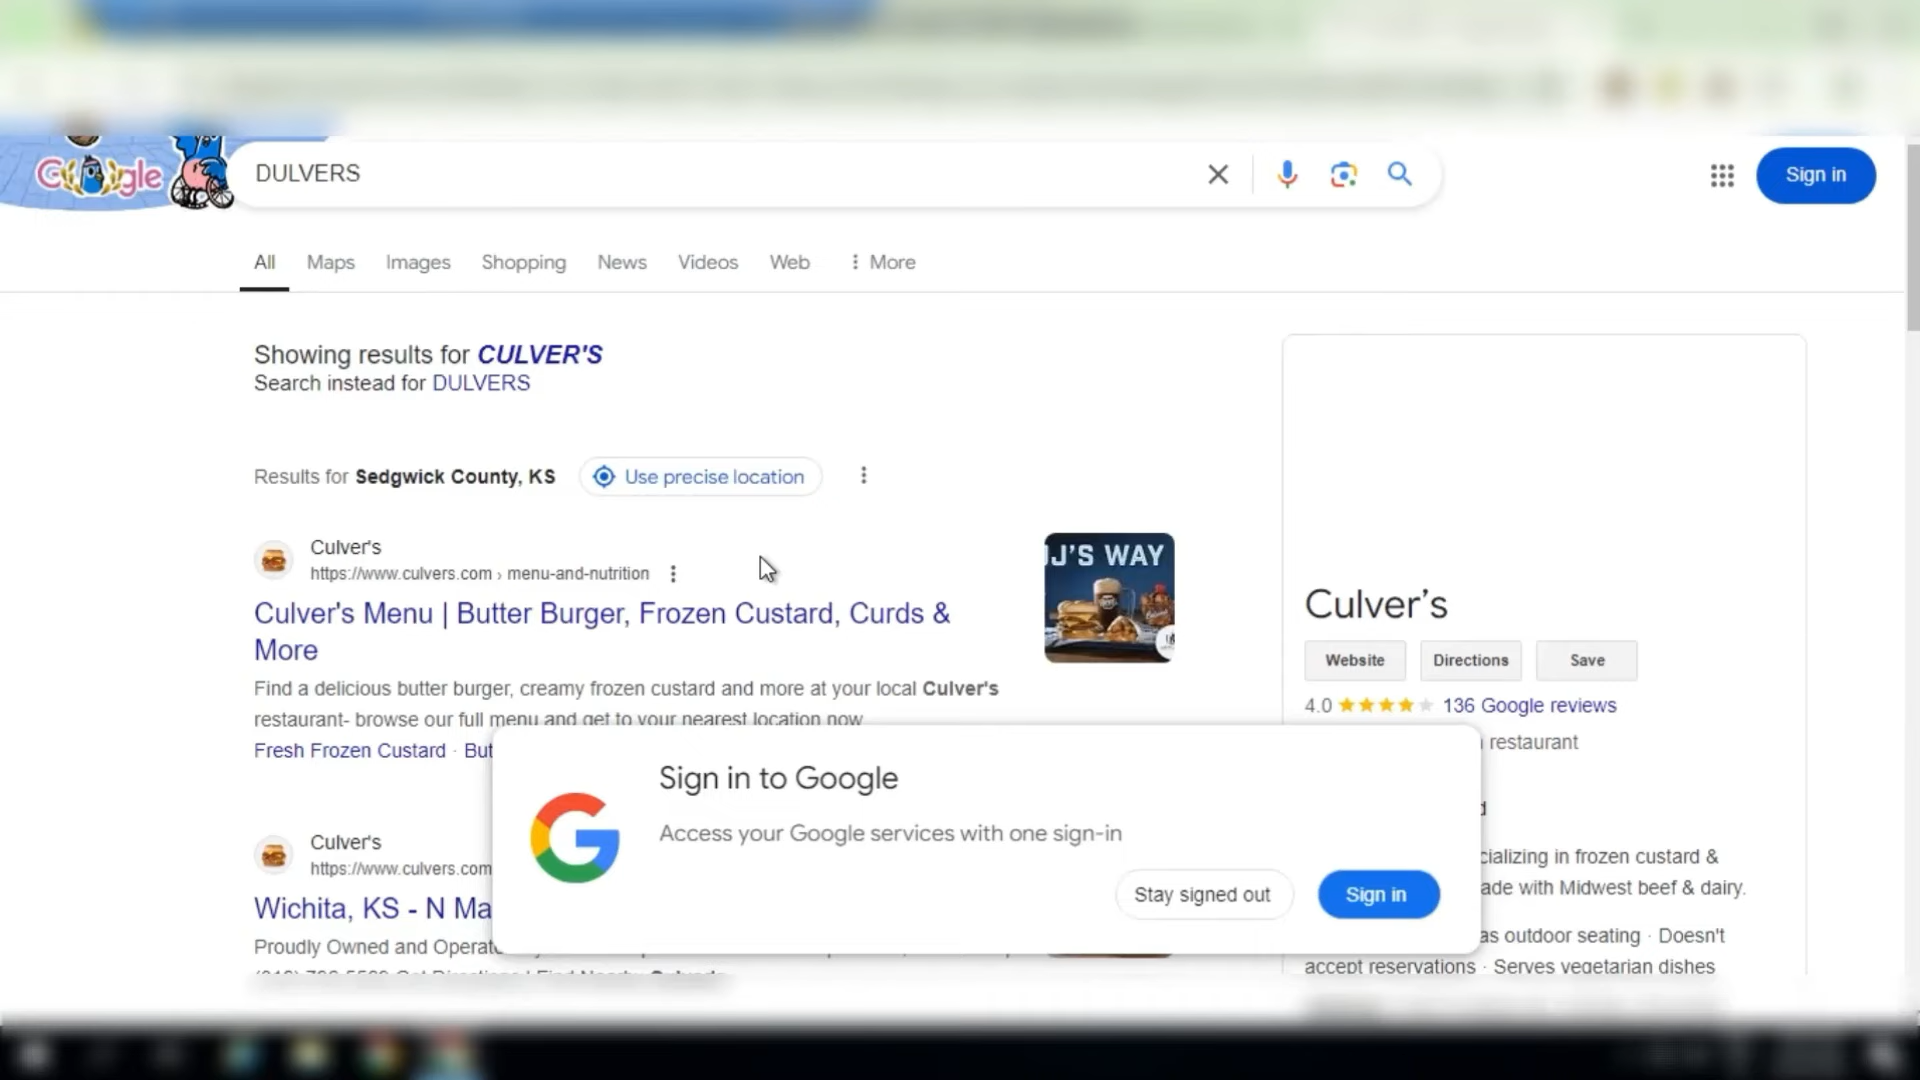 Google
DULVERS
Sign in
All Maps Images Shopping News Videos Web More
Showing results for CULVER'S
Search instead for DULVERS
Results for Sedgwick County, KS Use precise location
Culver's
https://www.culvers.com › menu-and-nutrition
Culver's Menu | Butter Burger, Frozen Custard, Curds &
More
Find a delicious butter burger, creamy frozen custard and more at your local Culver's
restaurant- browse our full menu and get to your nearest location now
Fresh Frozen Custard · But
JJ'S WAY
Culver's
https://www.culvers.com
Wichita, KS - N Ma
Proudly Owned and Operat
Culver's
Website Directions Save
4.0 136 Google reviews
restaurant
cializing in frozen custard &
ade with Midwest beef & dairy.
as outdoor seating · Doesn't
accept reservations · Serves vegetarian dishes
Sign in to Google
Access your Google services with one sign-in
Stay signed out Sign in